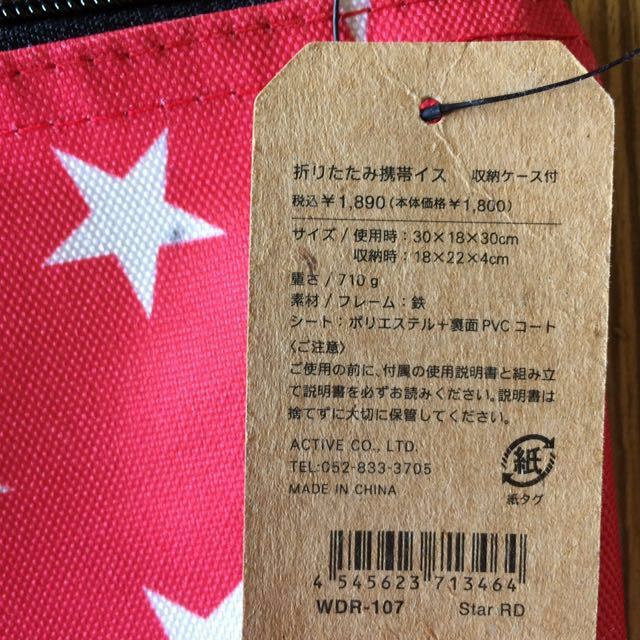 折りたたみ携帯イス 収納ケース付
税込￥1,890(本体価格￥1,800)
サイズ/使用時：30×18×30cm
収納時：18×22×4cm
重さ/710g
素材/フレーム：鉄
シート：ポリエステル＋裏面PVCコート
〈ご注意〉
ご使用の前に、付属の使用説明書と組み立
て説明書を必ずお読みください。説明書は
捨てずに大切に保管してください。
ACTIVE CO., LTD.
TEL:052-833-3705
MADE IN CHINA
紙
紙タグ
4 545623 713464
WDR-107 Star RD